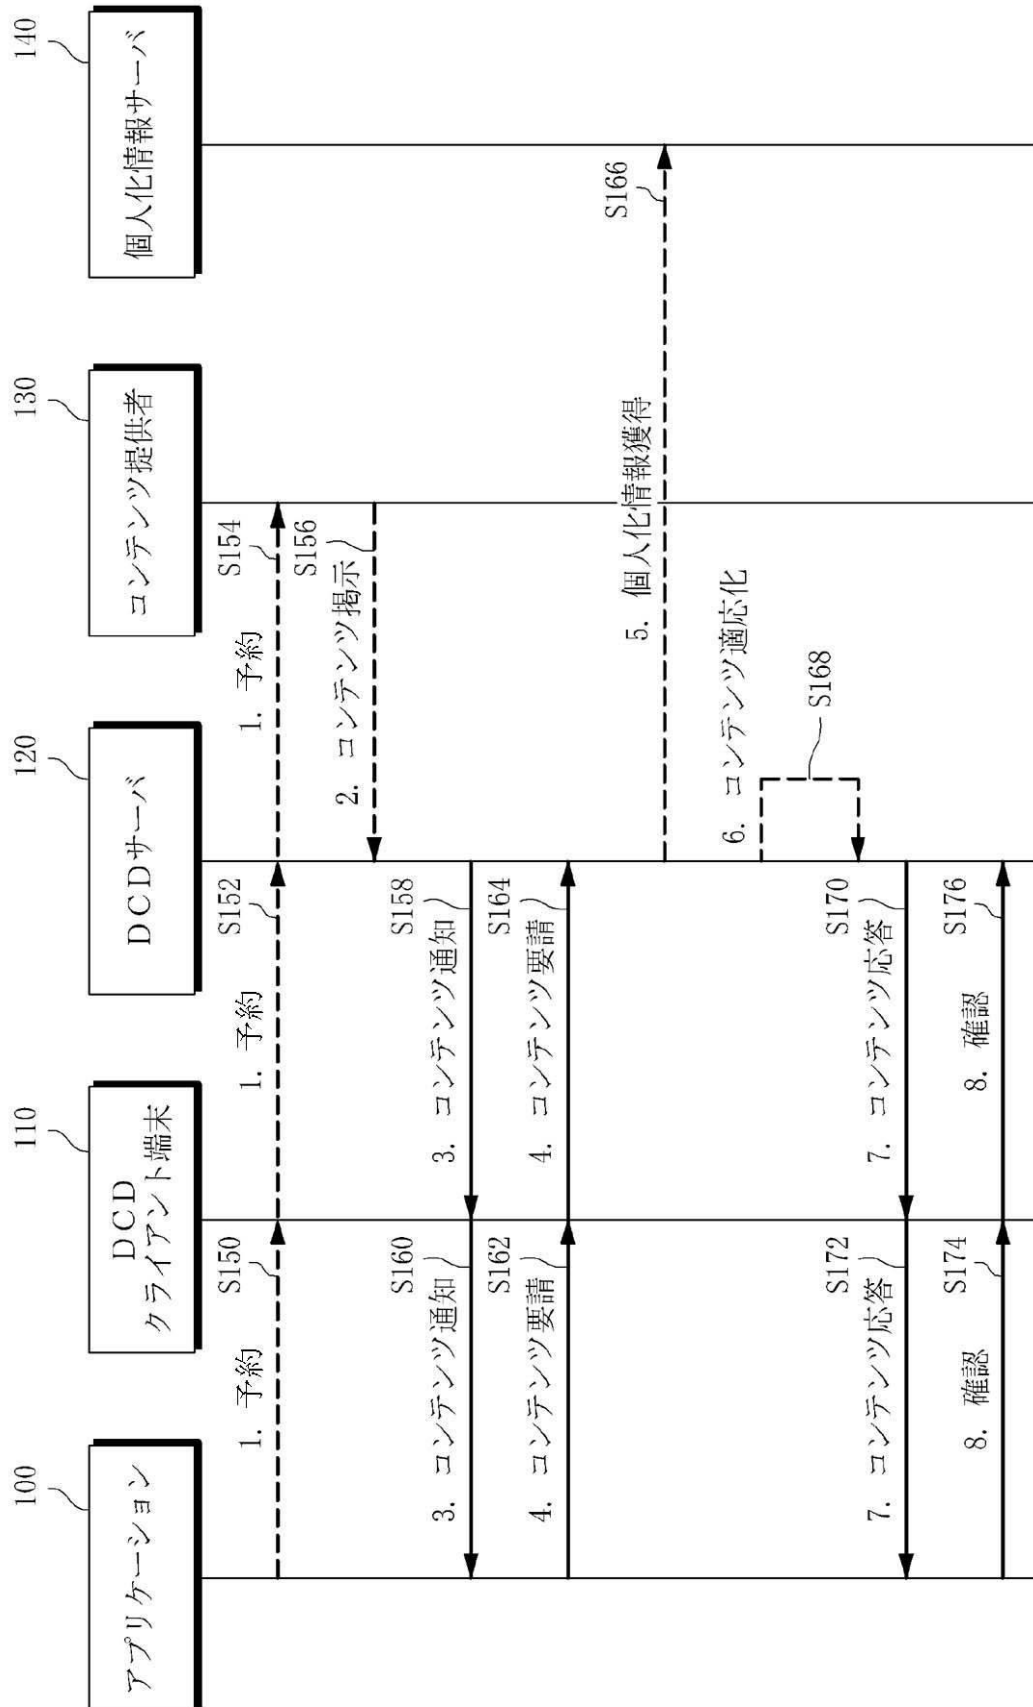 100
アプリケーション
110
DCD
クライアント端末
120
DCDサーバ
130
コンテンツ提供者
140
個人化情報サーバ
1. 予約
S150
1. 予約
S152
1. 予約
S154
2. コンテンツ掲示
S156
3. コンテンツ通知
S160
3. コンテンツ通知
S158
4. コンテンツ要請
S162
4. コンテンツ要請
S164
5. 個人化情報獲得
S166
6. コンテンツ適応化
S168
7. コンテンツ応答
S172
7. コンテンツ応答
S170
8. 確認
S174
8. 確認
S176